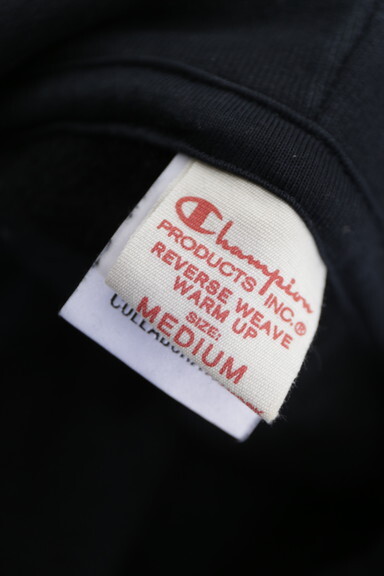 Champion
PRODUCTS INC.®
REVERSE WEAVE
WARM UP
SIZE:
MEDIUM